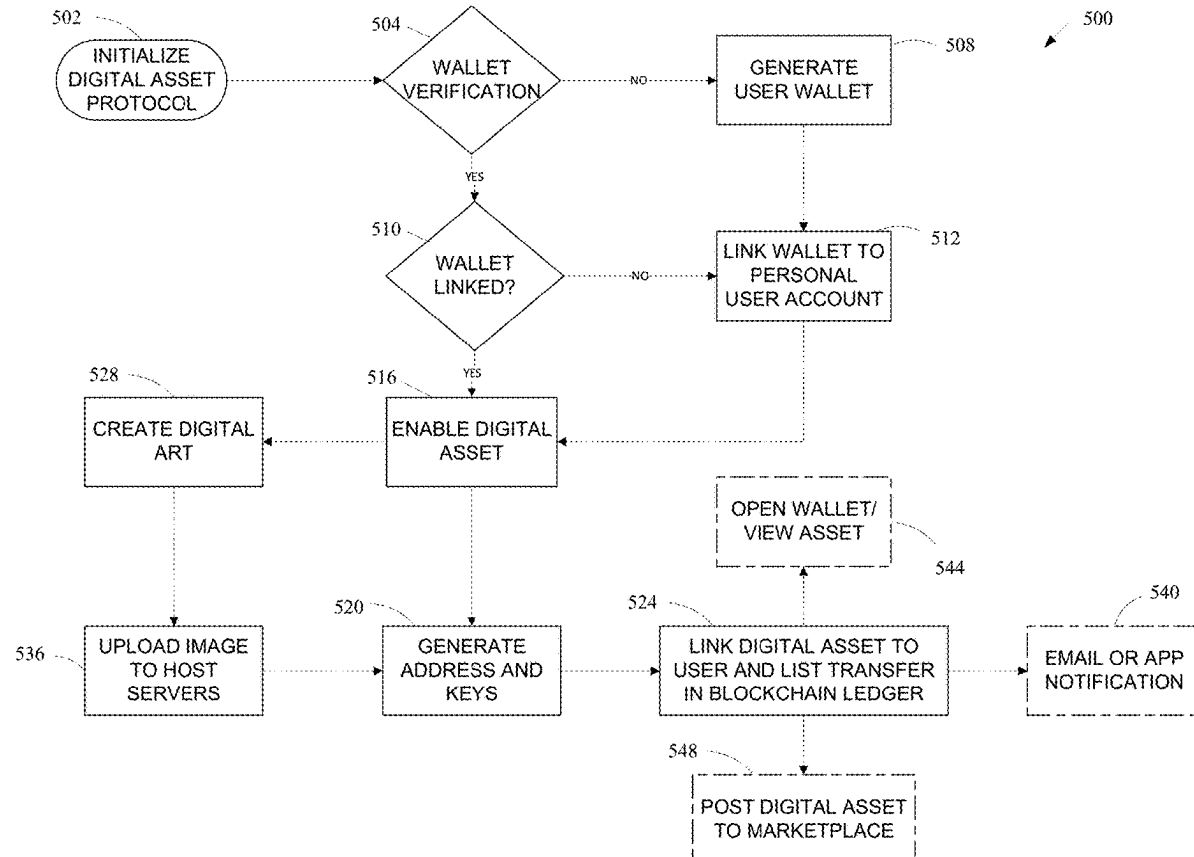 502
INITIALIZE
DIGITAL ASSET
PROTOCOL
504
WALLET
VERIFICATION
NO
508
GENERATE
USER WALLET
500
YES
510
WALLET
LINKED?
NO
512
LINK WALLET TO
PERSONAL
USER ACCOUNT
YES
528
CREATE DIGITAL
ART
516
ENABLE DIGITAL
ASSET
OPEN WALLET/
VIEW ASSET
544
536
UPLOAD IMAGE
TO HOST
SERVERS
520
GENERATE
ADDRESS AND
KEYS
524
LINK DIGITAL ASSET TO
USER AND LIST TRANSFER
IN BLOCKCHAIN LEDGER
540
EMAIL OR APP
NOTIFICATION
548
POST DIGITAL ASSET
TO MARKETPLACE